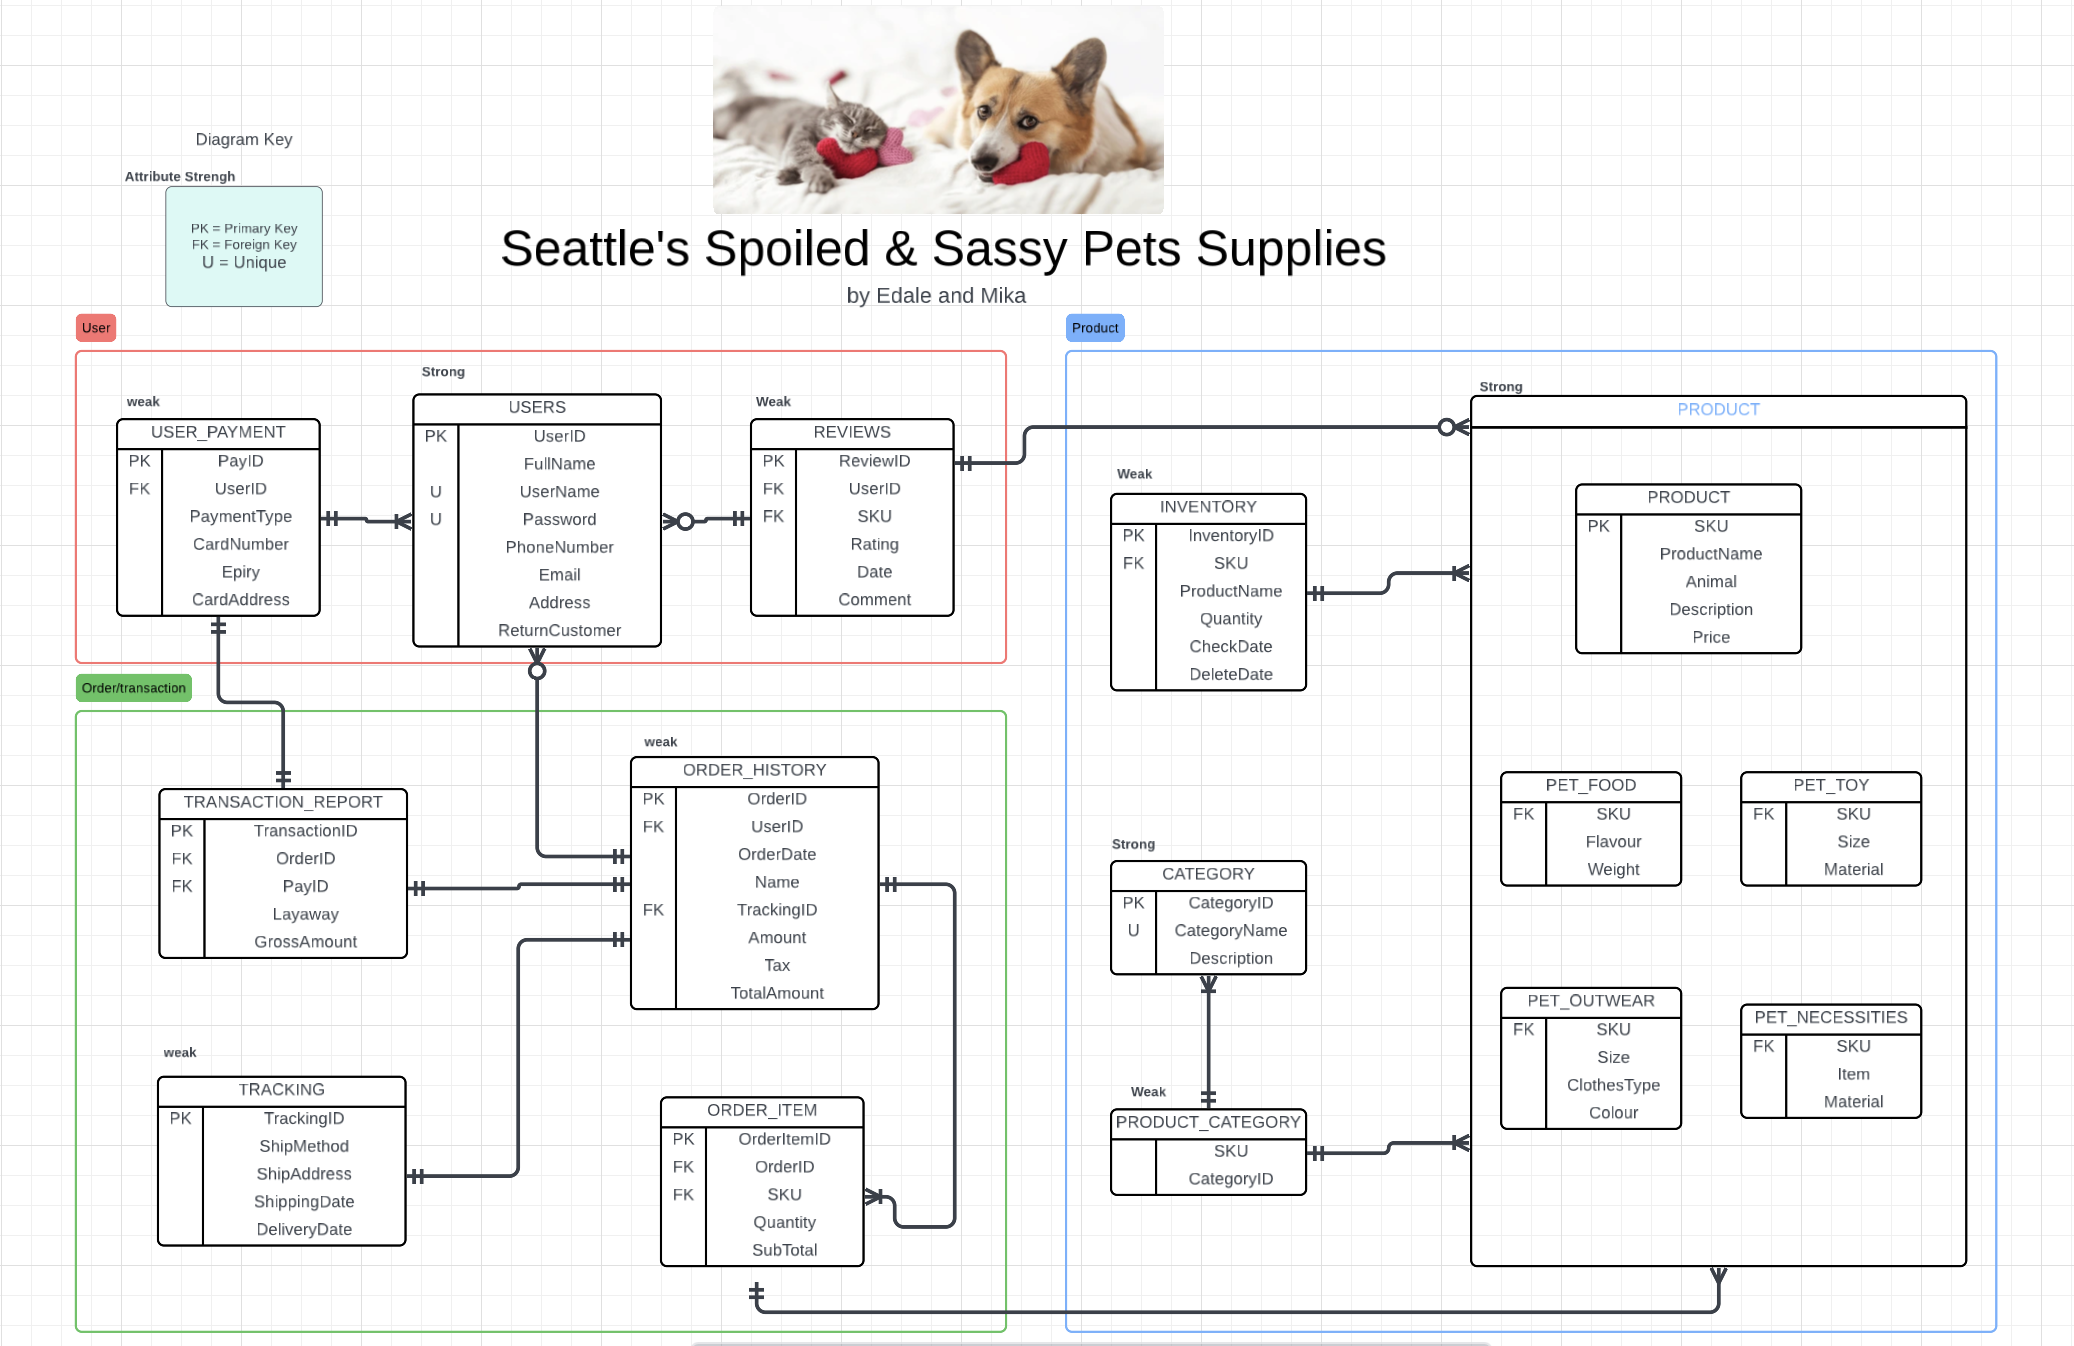 Diagram Key
Attribute Strengh
PK = Primary Key
FK = Foreign Key
U = Unique
Seattle's Spoiled & Sassy Pets Supplies
by Edale and Mika
User
weak
USER_PAYMENT
PK PayID
FK UserID
PaymentType
CardNumber
Epiry
CardAddress
Strong
USERS
PK UserID
FullName
U UserName
U Password
PhoneNumber
Email
Address
ReturnCustomer
Weak
REVIEWS
PK ReviewID
FK UserID
FK SKU
Rating
Date
Comment
Order/transaction
TRANSACTION_REPORT
PK TransactionID
FK OrderID
FK PayID
Layaway
GrossAmount
weak
ORDER_HISTORY
PK OrderID
FK UserID
OrderDate
Name
FK TrackingID
Amount
Tax
TotalAmount
weak
TRACKING
PK TrackingID
ShipMethod
ShipAddress
ShippingDate
DeliveryDate
ORDER_ITEM
PK OrderItemID
FK OrderID
FK SKU
Quantity
SubTotal
Product
Weak
INVENTORY
PK InventoryID
FK SKU
ProductName
Quantity
CheckDate
DeleteDate
Strong
CATEGORY
PK CategoryID
U CategoryName
Description
Weak
PRODUCT_CATEGORY
SKU
CategoryID
Strong
PRODUCT
PRODUCT
PK SKU
ProductName
Animal
Description
Price
PET_FOOD
FK SKU
Flavour
Weight
PET_TOY
FK SKU
Size
Material
PET_OUTWEAR
FK SKU
Size
ClothesType
Colour
PET_NECESSITIES
FK SKU
Item
Material